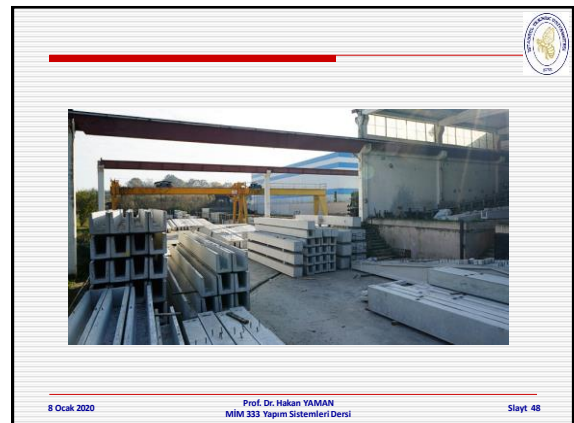 8 Ocak 2020
Prof. Dr. Hakan YAMAN
MİM 333 Yapım Sistemleri Dersi
Slayt 48